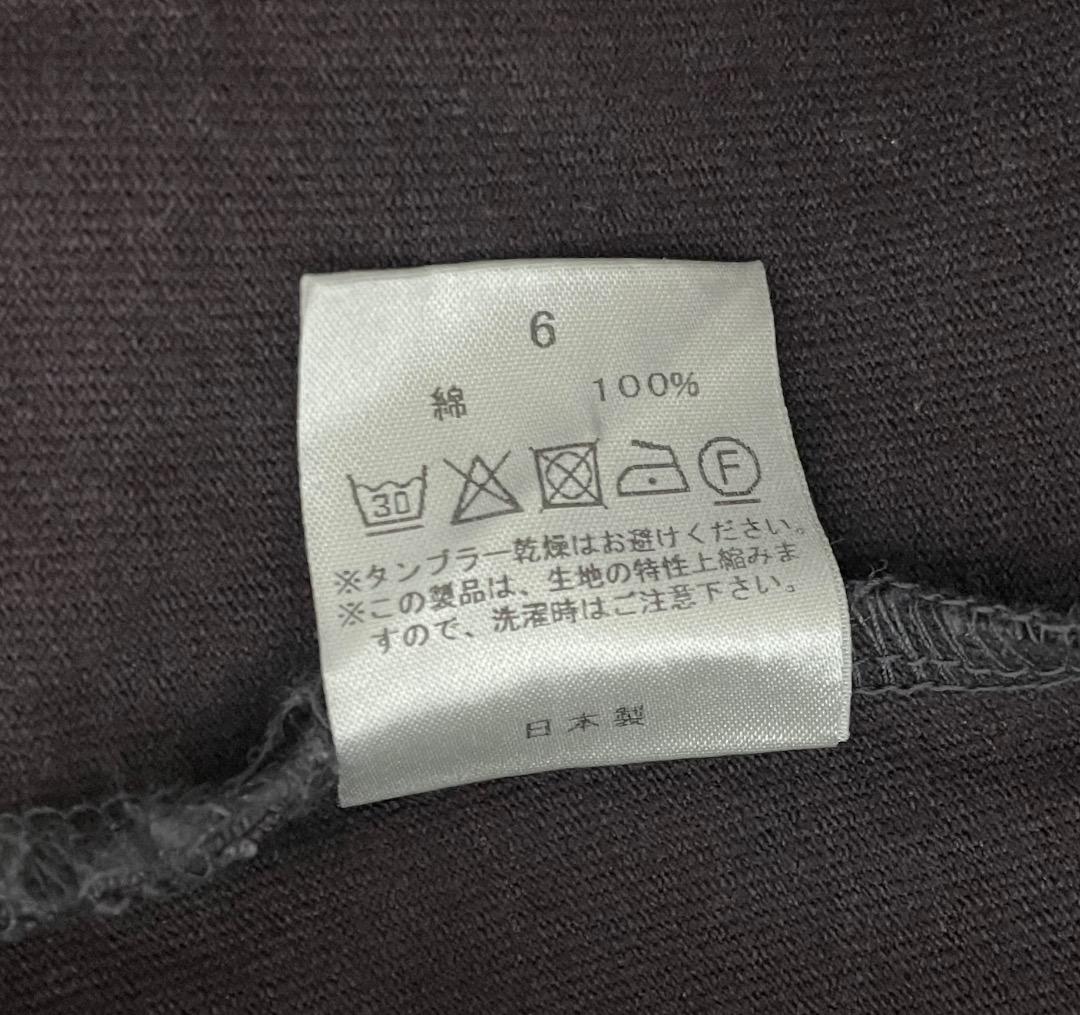 6
綿 100%
30 F
※タンブラー乾燥はお避けください。
※この製品は、生地の特性上縮みま
すので、洗濯時はご注意下さい。
日本製